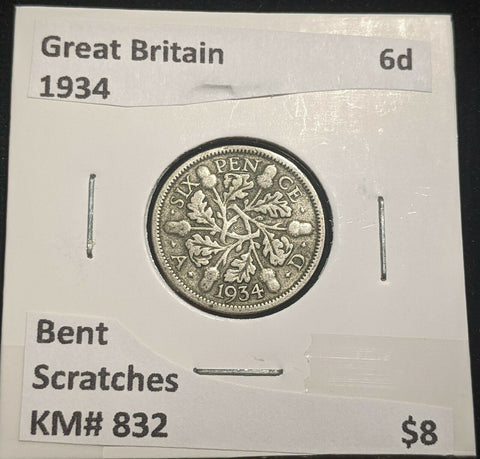 Great Britain 6d
1934
SIX PENCE
A D
1934
Bent
Scratches
KM# 832 $8